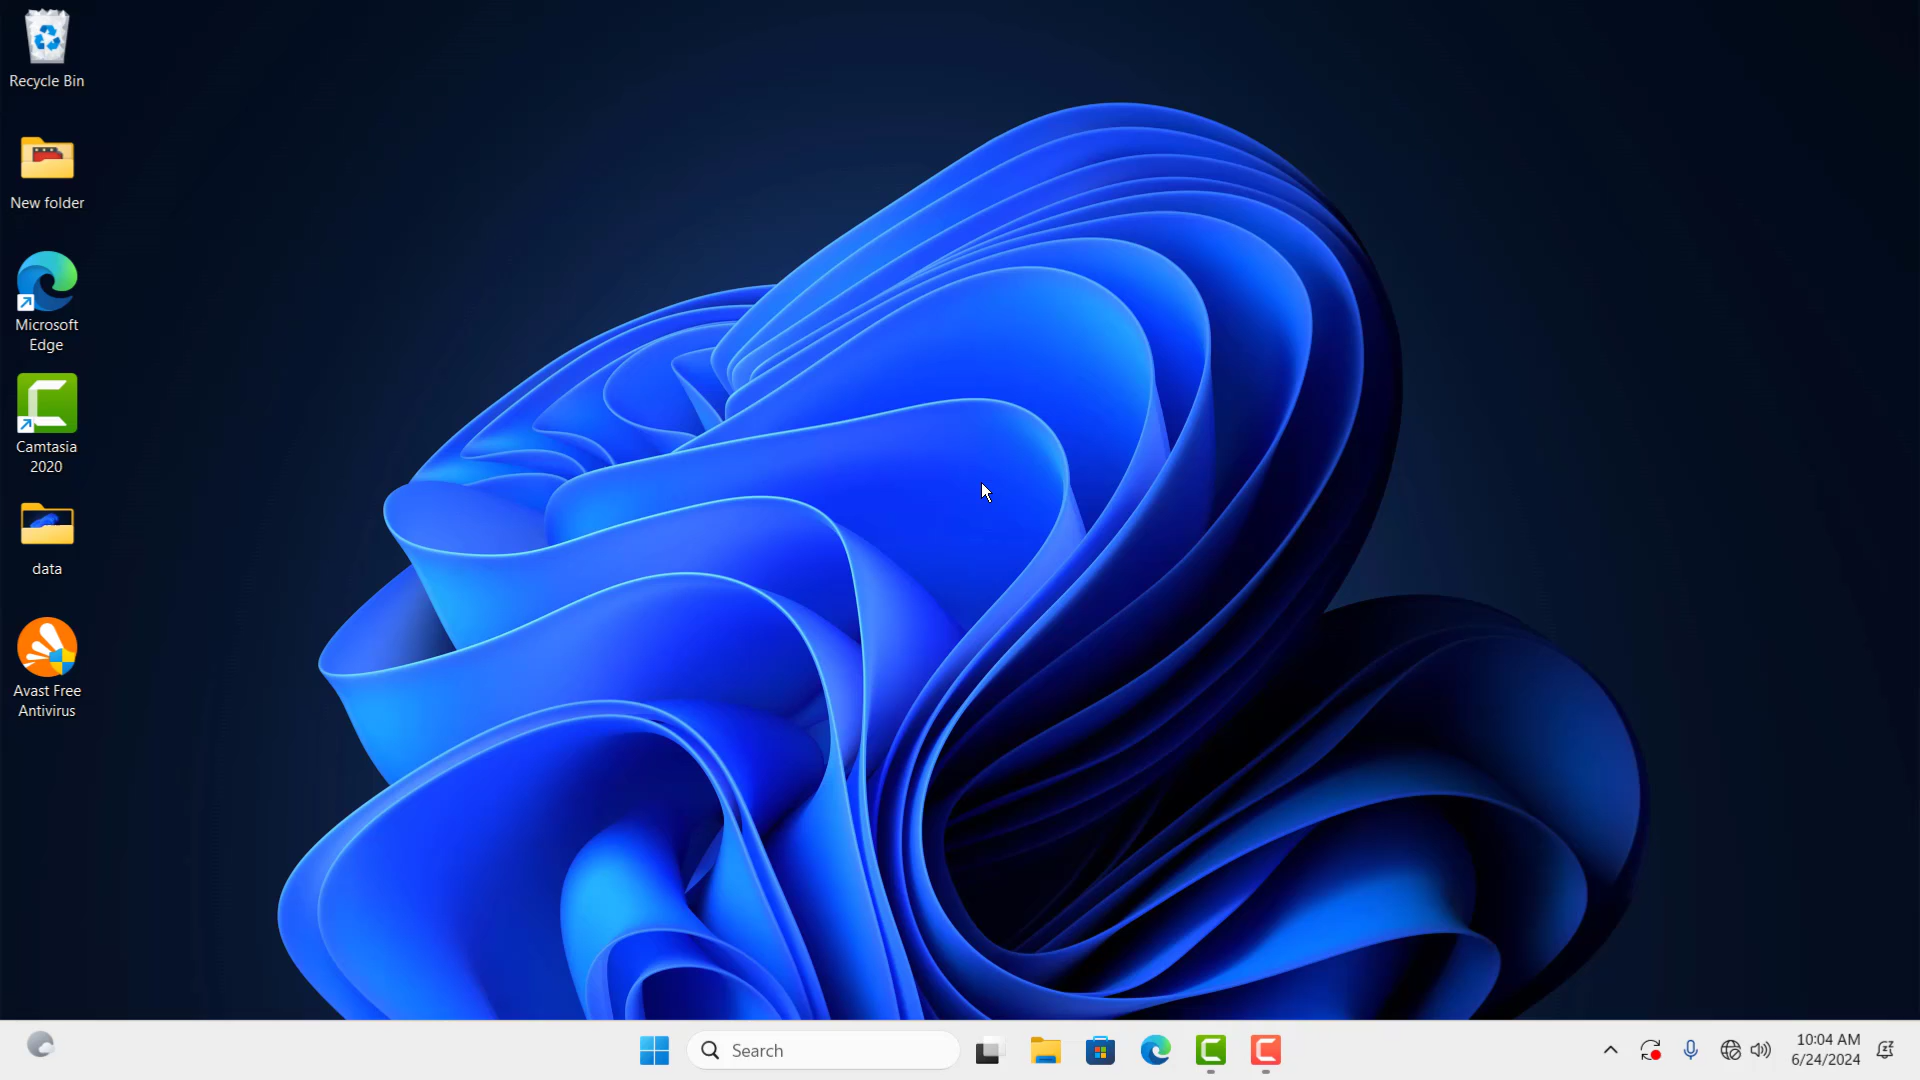 Recycle Bin
New folder
Microsoft
Edge
Camtasia
2020
data
Avast Free
Antivirus
Search
10:04 AM
6/24/2024